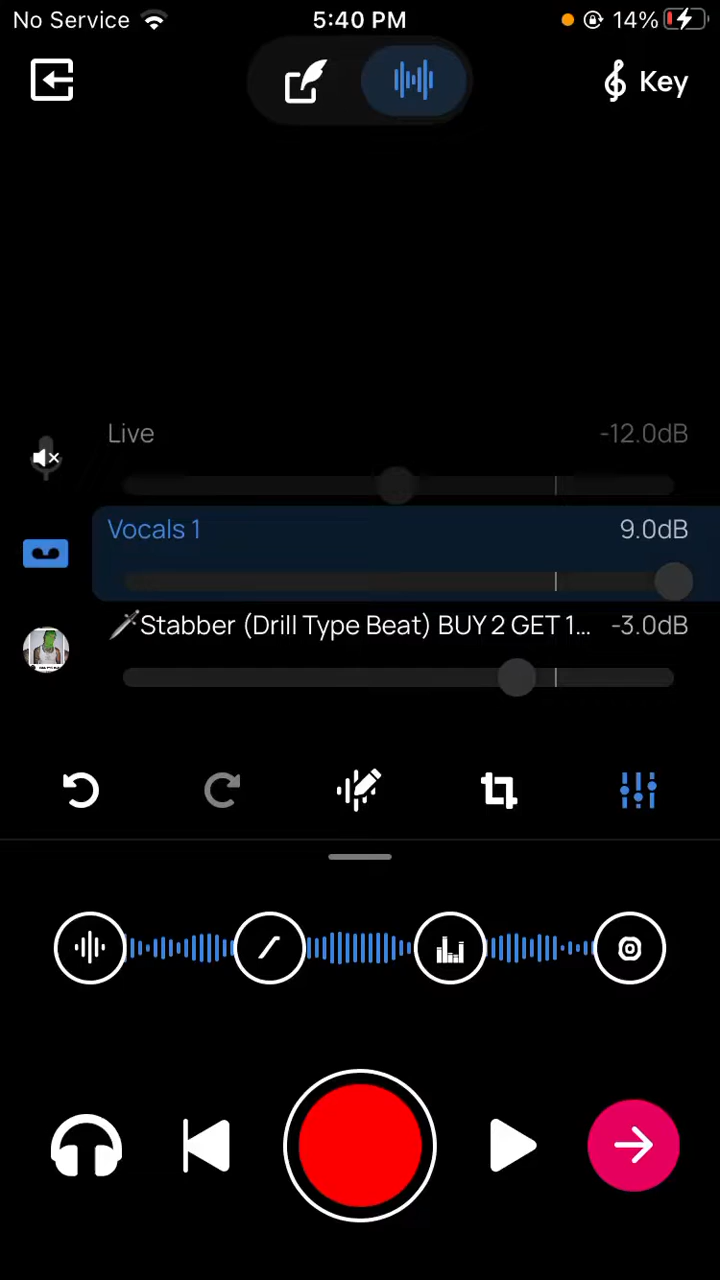 No Service 5:40 PM 14%
Key
Live -12.0dB
Vocals 1 9.0dB
🗡️Stabber (Drill Type Beat) BUY 2 GET 1... -3.0dB